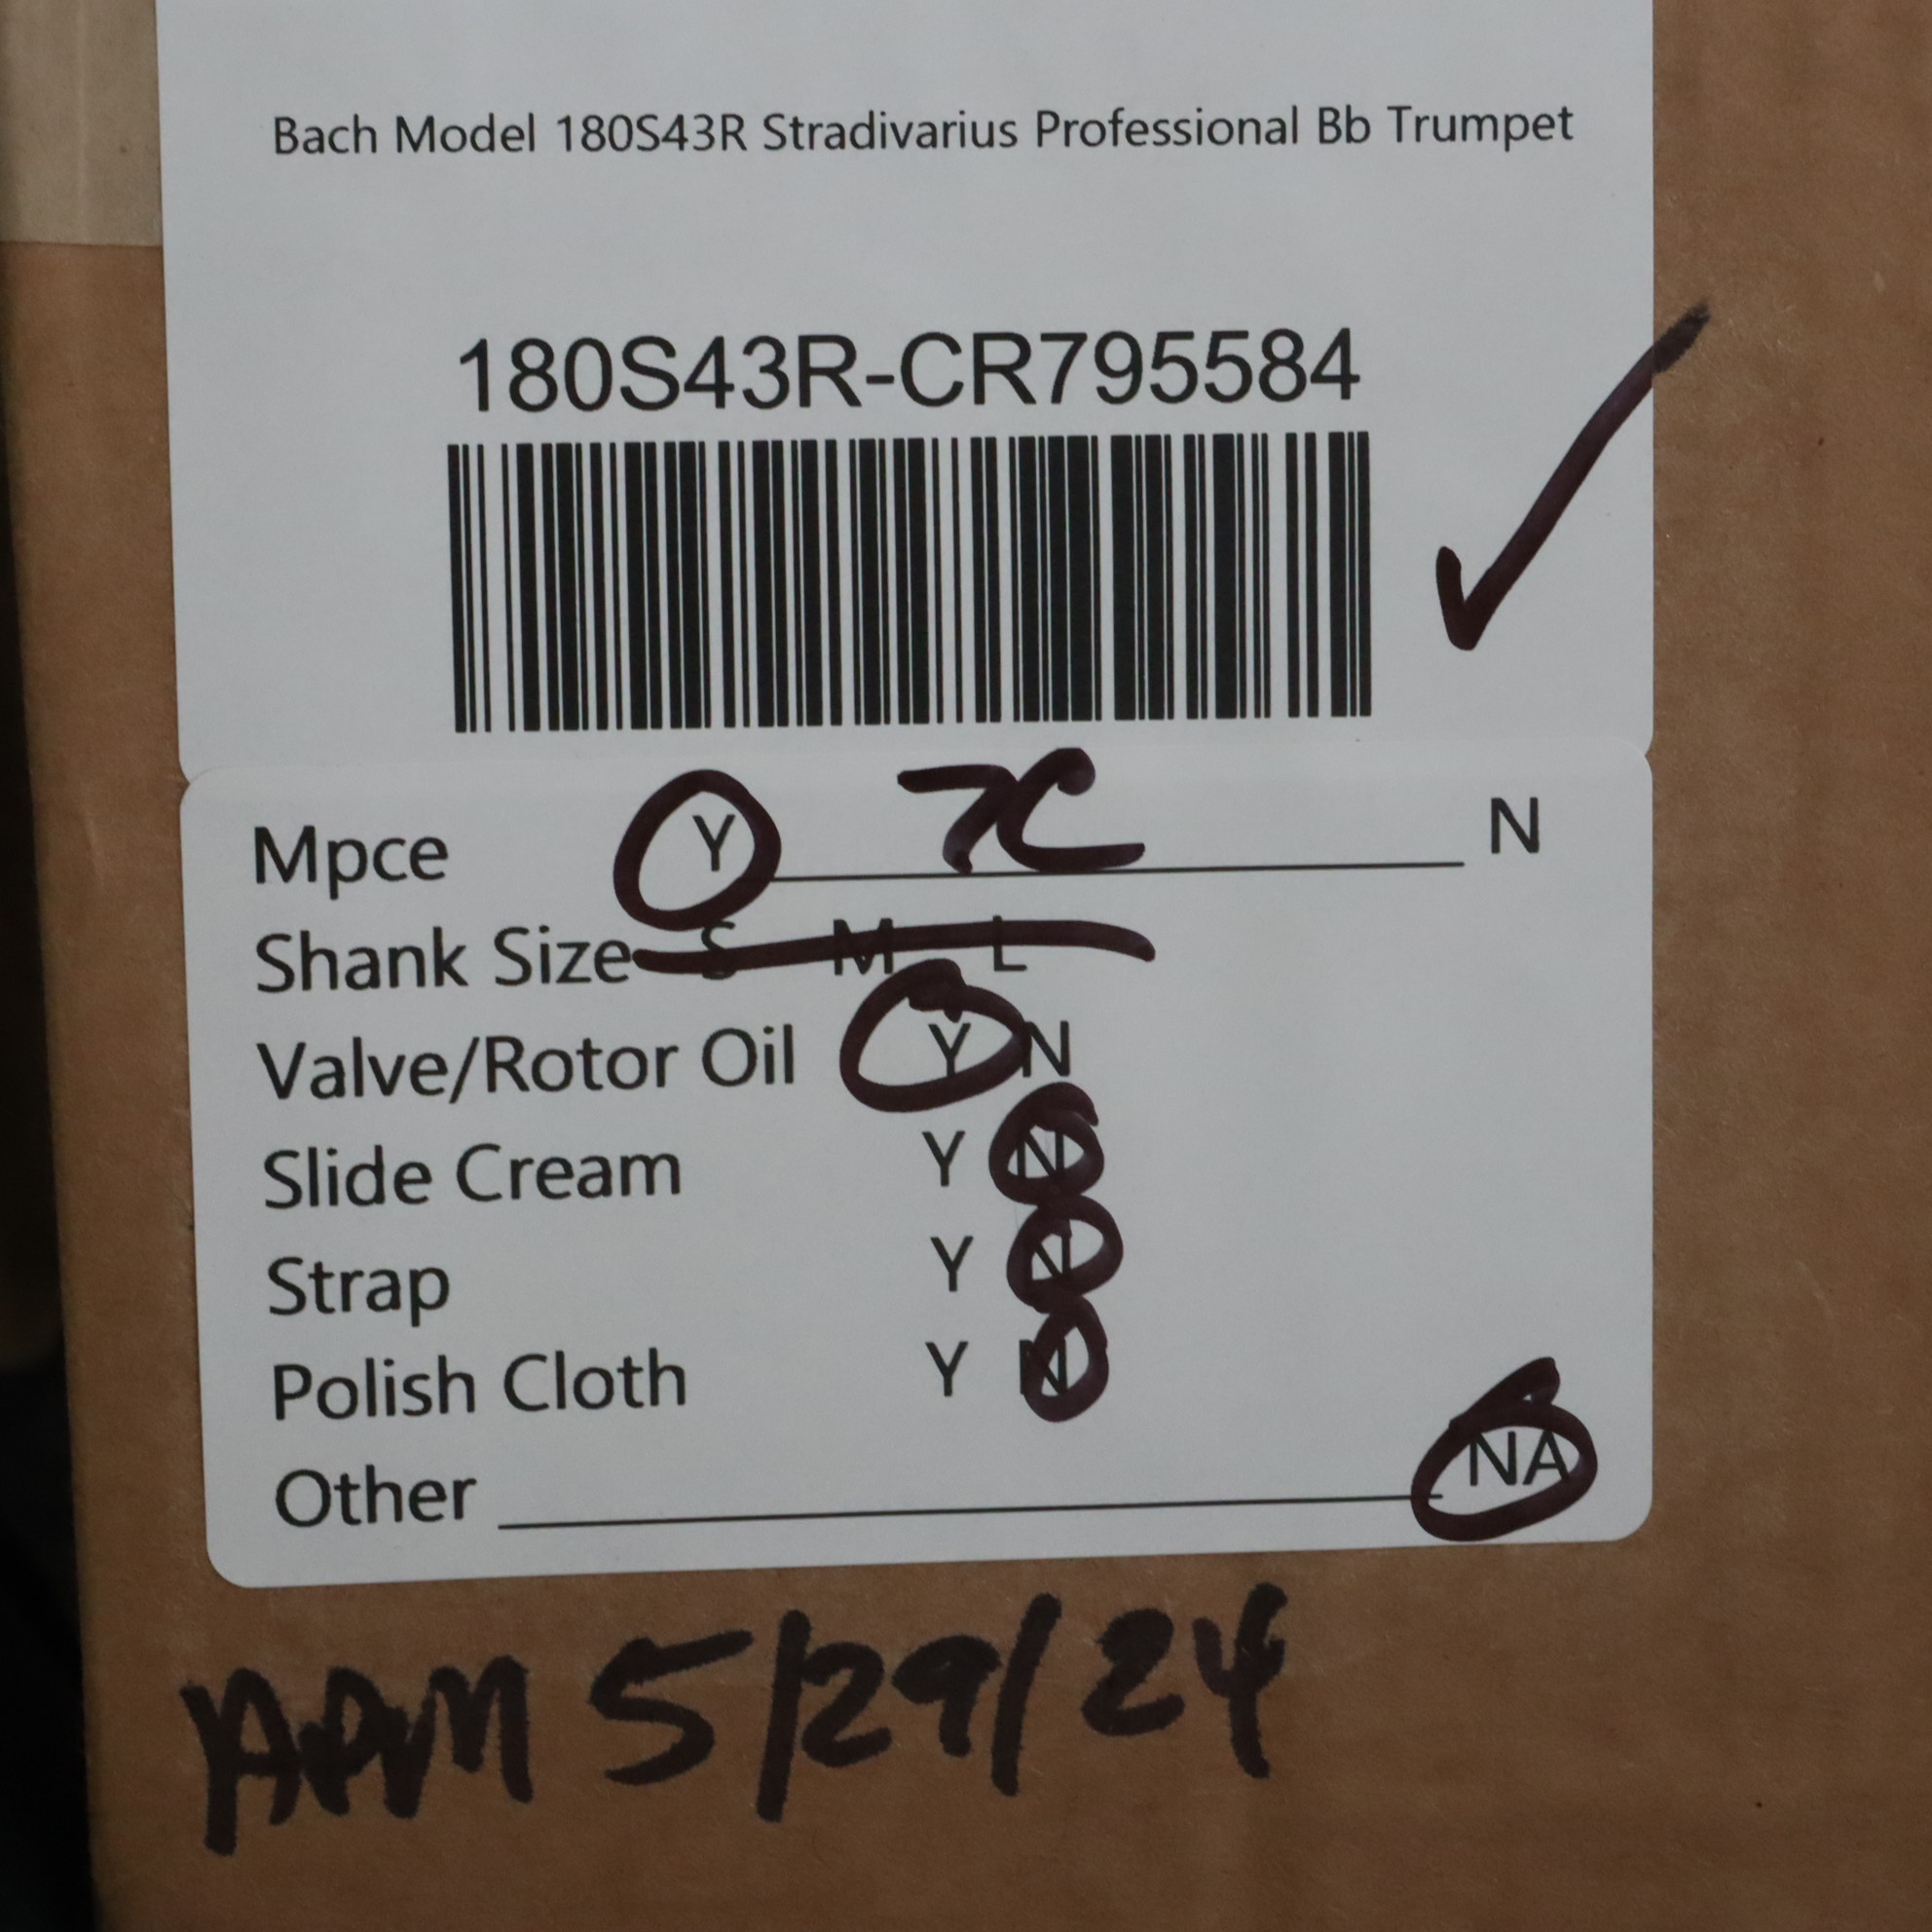 Bach Model 180S43R Stradivarius Professional Bb Trumpet
180S43R-CR795584
Mpce Y 7C N
Shank Size S M L
Valve/Rotor Oil Y N
Slide Cream Y N
Strap Y N
Polish Cloth Y N
Other NA
5/29/24